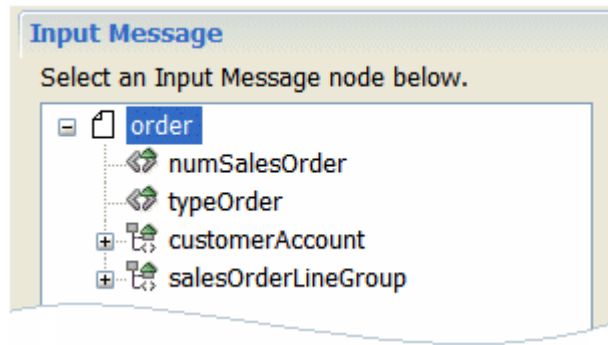 Input Message
Select an Input Message node below.
order
numSalesOrder
typeOrder
customerAccount
salesOrderLineGroup